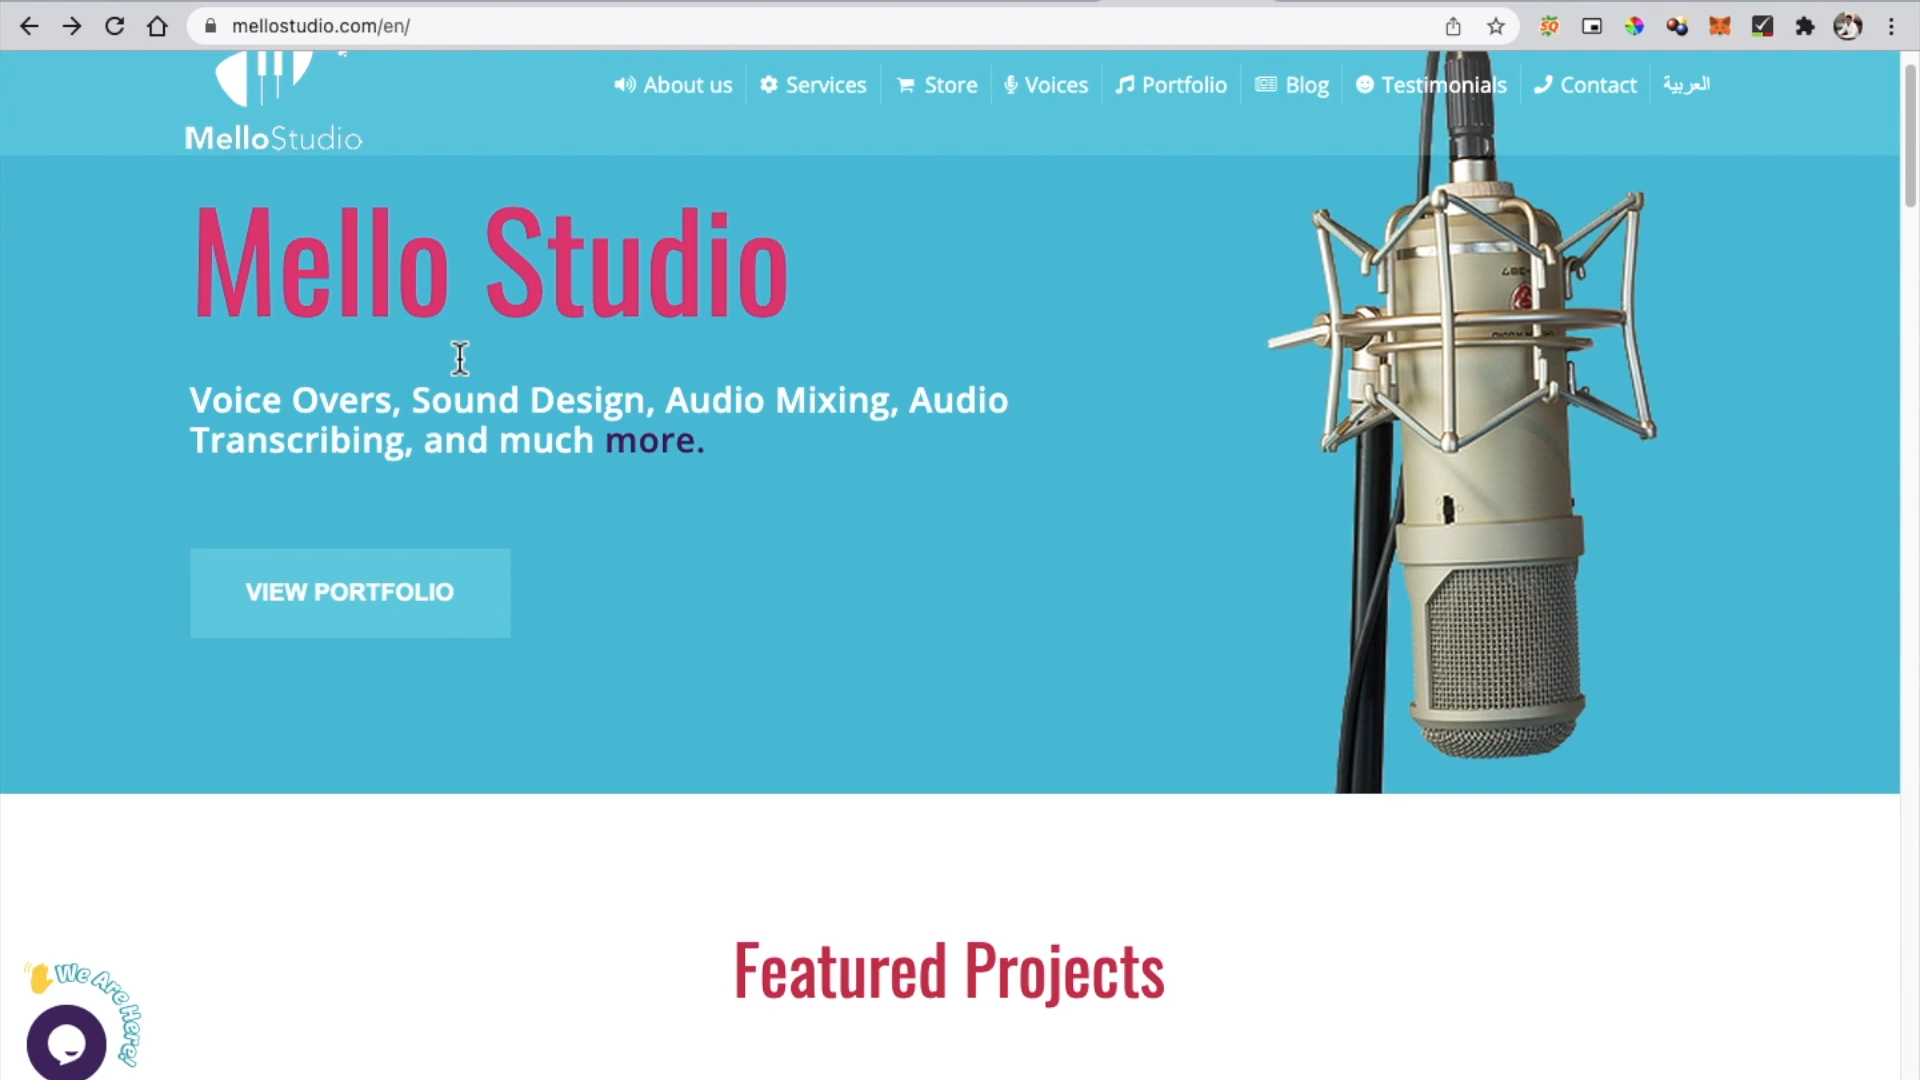 mellostudio.com/en/
About us
Services
Store
Voices
Portfolio
Blog
Testimonials
Contact
العربية
MelloStudio
Mello Studio
Voice Overs, Sound Design, Audio Mixing, Audio
Transcribing, and much more.
VIEW PORTFOLIO
Featured Projects
We Are Here!